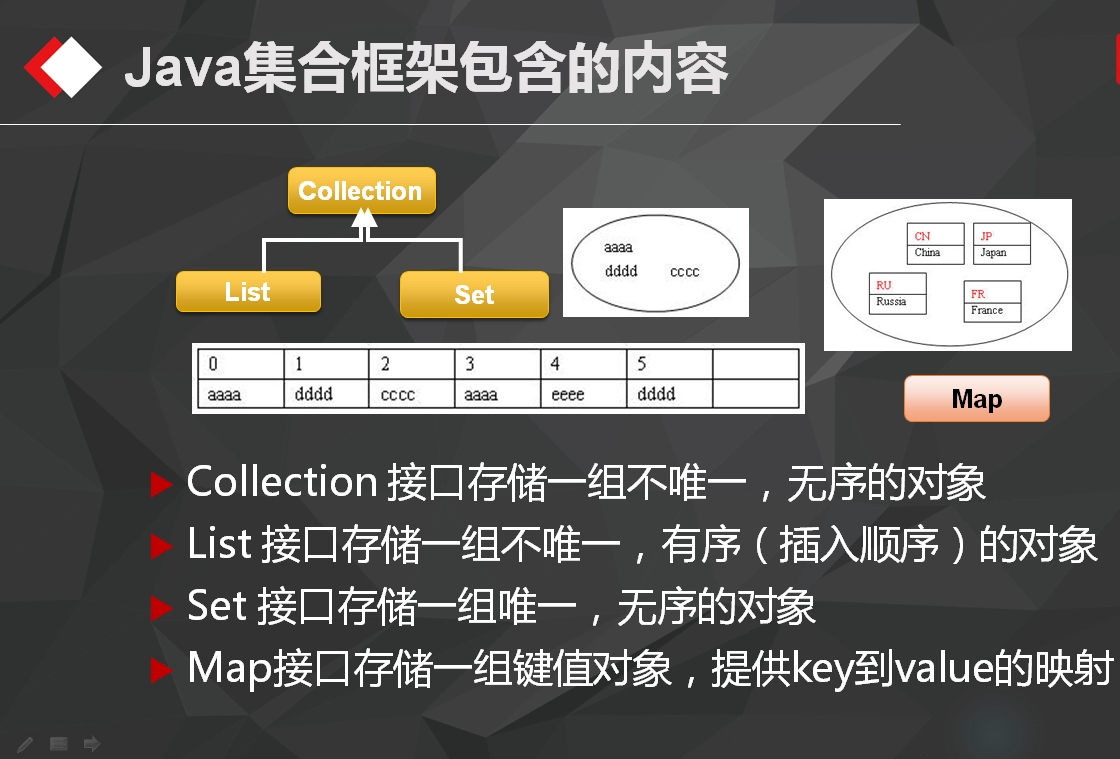 Java集合框架包含的内容
Collection
List
Set
aaaa
dddd cccc
CN
China
JP
Japan
RU
Russia
FR
France
Map
0 1 2 3 4 5
aaaa dddd cccc aaaa eeee dddd
Collection 接口存储一组不唯一，无序的对象
List 接口存储一组不唯一，有序（插入顺序）的对象
Set 接口存储一组唯一，无序的对象
Map接口存储一组键值对象，提供key到value的映射